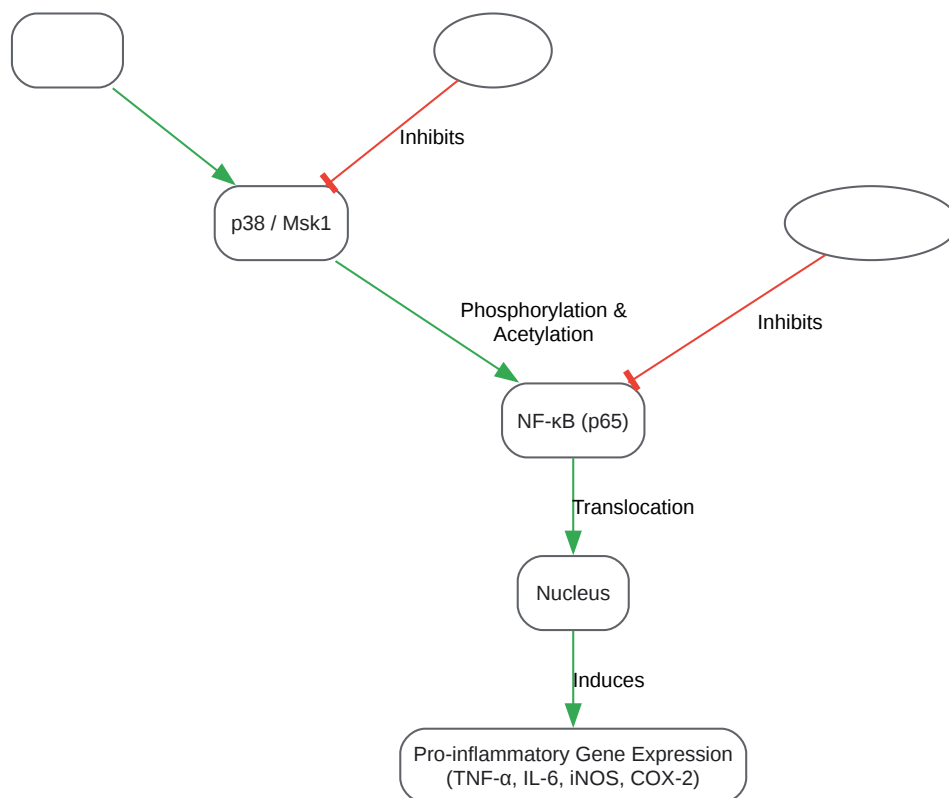 Inhibits
p38 / Msk1
Phosphorylation &
Acetylation
Inhibits
NF-κB (p65)
Translocation
Nucleus
Induces
Pro-inflammatory Gene Expression
(TNF-α, IL-6, iNOS, COX-2)